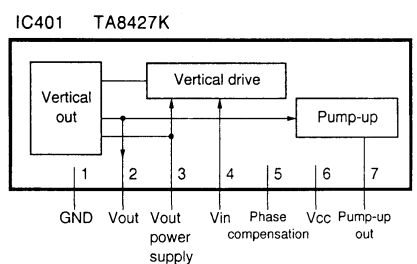 IC401 TA8427K
Vertical drive
Vertical
out
Pump-up
1 2 3 4 5 6 7
GND Vout Vout Vin Phase Vcc Pump-up
power compensation out
supply